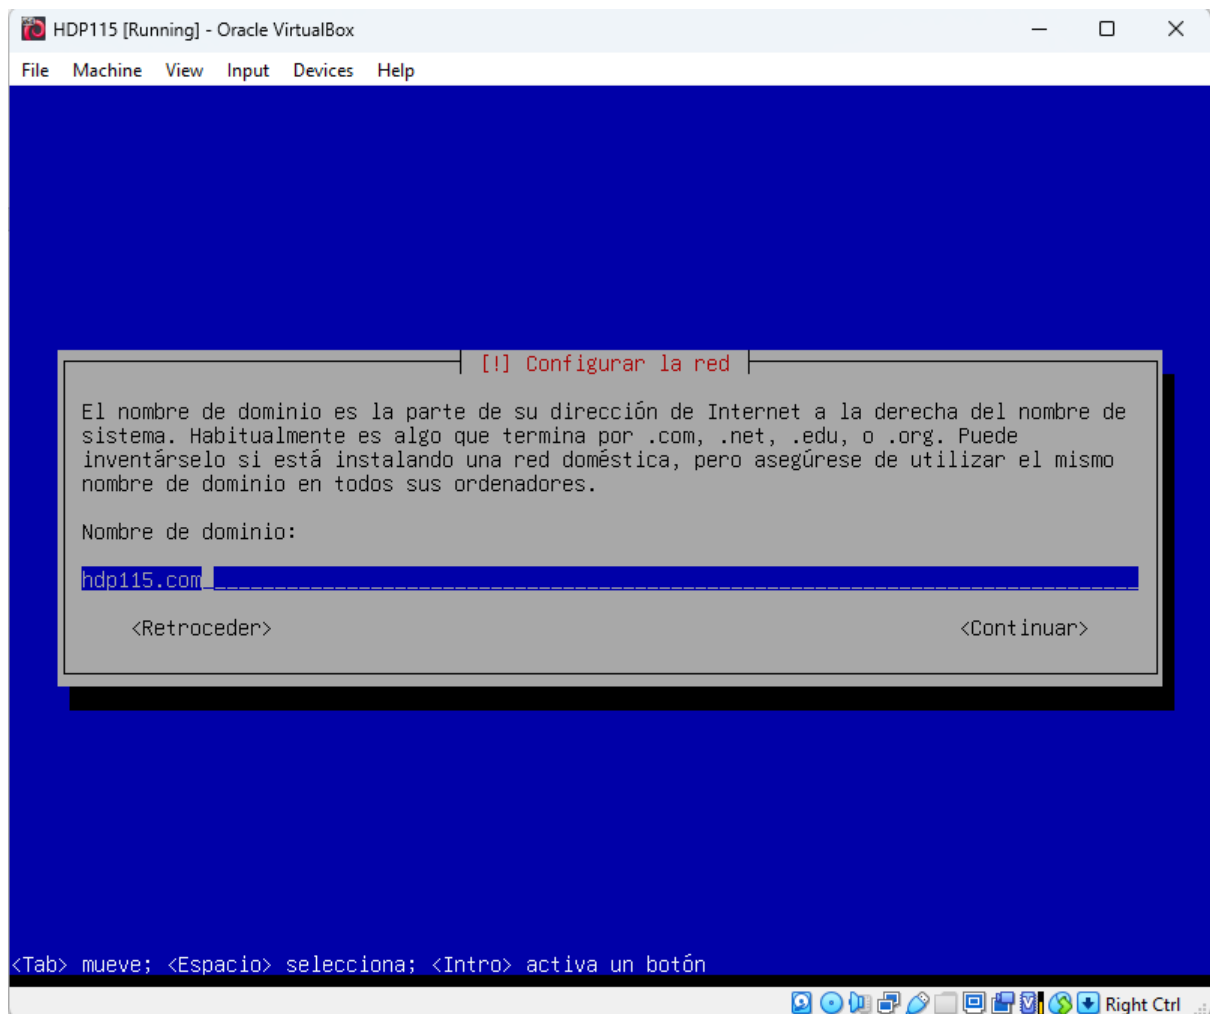 HDP115 [Running] - Oracle VirtualBox
File Machine View Input Devices Help
[!] Configurar la red
El nombre de dominio es la parte de su dirección de Internet a la derecha del nombre de
sistema. Habitualmente es algo que termina por .com, .net, .edu, o .org. Puede
inventárselo si está instalando una red doméstica, pero asegúrese de utilizar el mismo
nombre de dominio en todos sus ordenadores.
Nombre de dominio:
hdp115.com
<Retroceder> <Continuar>
<Tab> mueve; <Espacio> selecciona; <Intro> activa un botón
Right Ctrl